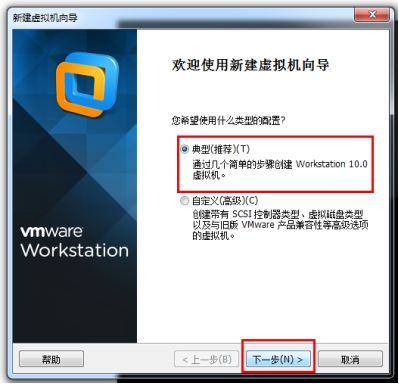 新建虚拟机向导
欢迎使用新建虚拟机向导
您希望使用什么类型的配置?
典型(推荐)(T)
通过几个简单的步骤创建 Workstation 10.0
虚拟机。
自定义(高级)(C)
创建带有 SCSI 控制器类型、虚拟磁盘类型
以及与旧版 VMware 产品兼容性等高级选项
的虚拟机。
vmware
Workstation
帮助
< 上一步(B)
下一步(N) >
取消